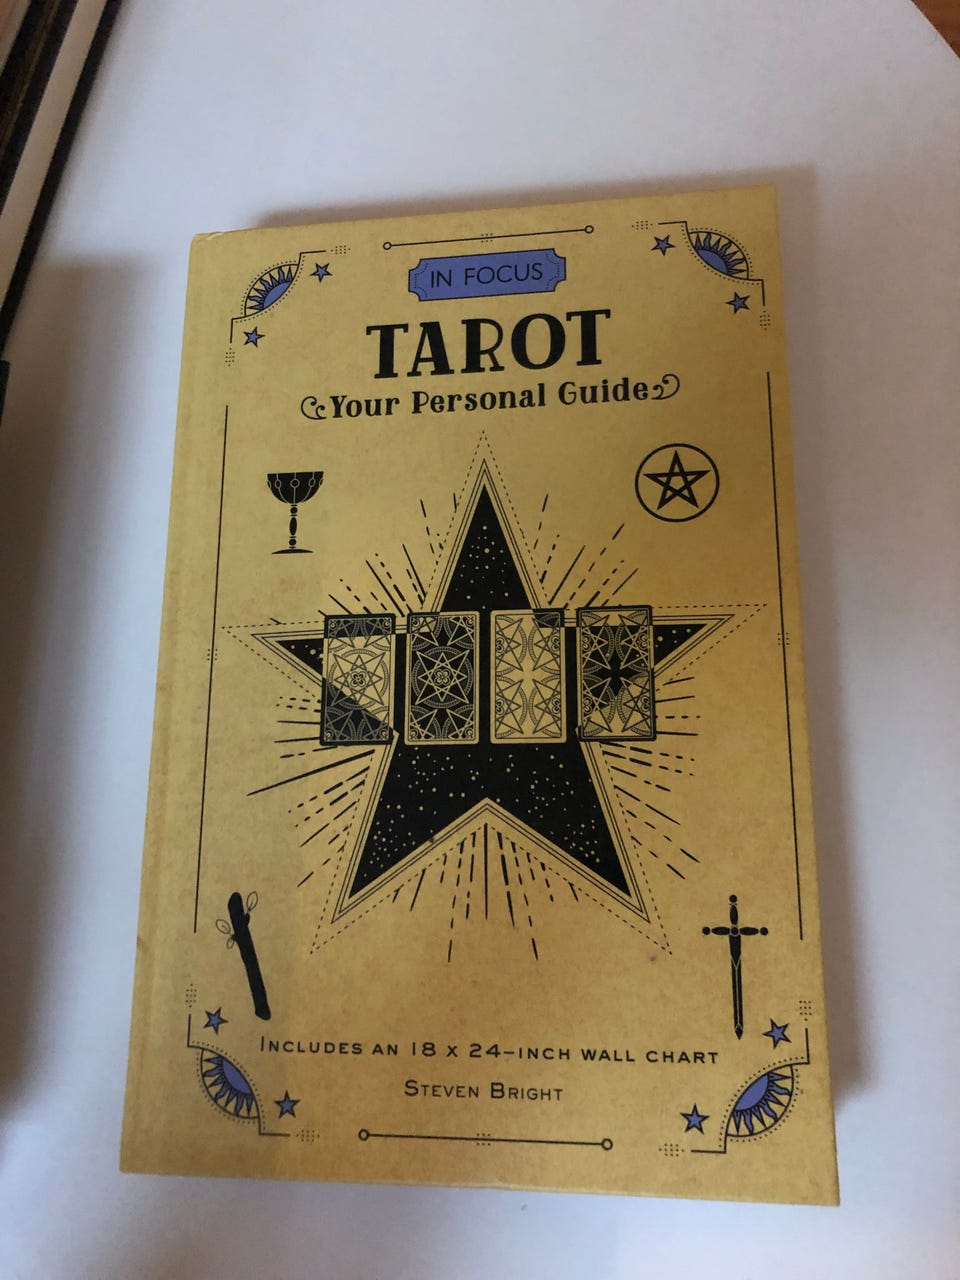 IN FOCUS
TAROT
Your Personal Guide
INCLUDES AN 18 X 24-INCH WALL CHART
STEVEN BRIGHT